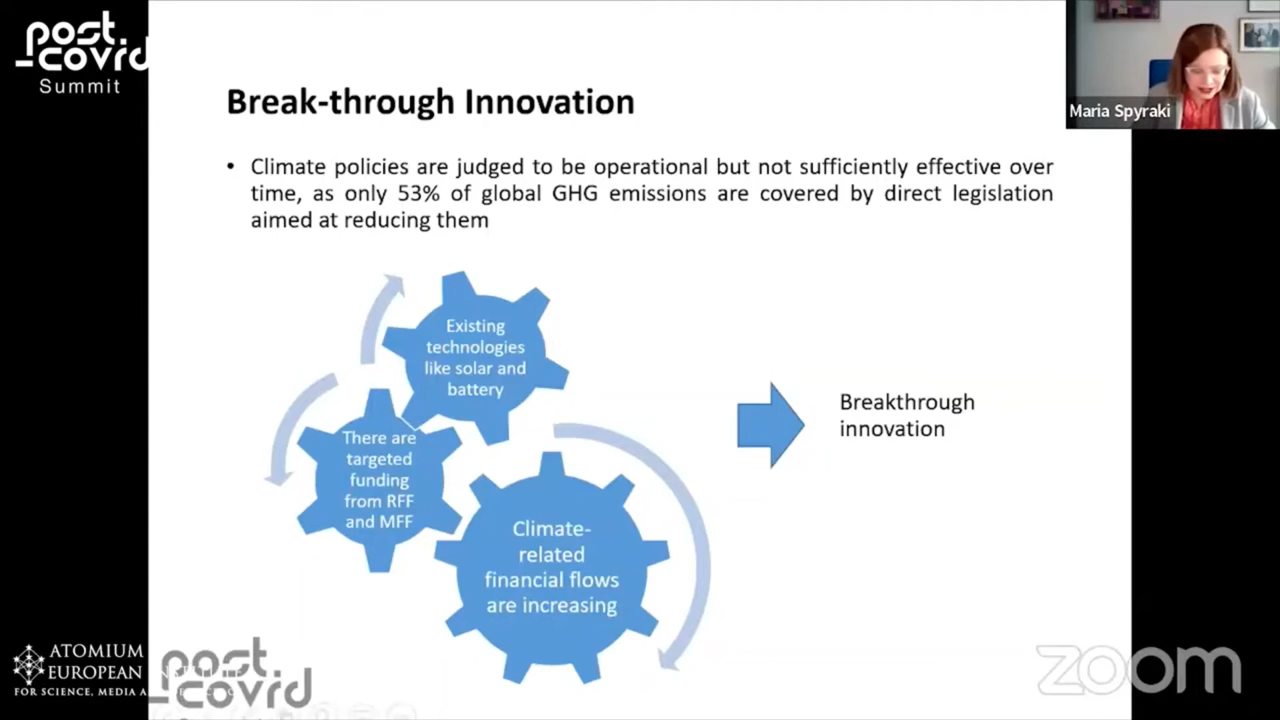 post
-covid
Summit
Maria Spyraki
Break-through Innovation
• Climate policies are judged to be operational but not sufficiently effective over
time, as only 53% of global GHG emissions are covered by direct legislation
aimed at reducing them
Existing
technologies
like solar and
battery
There are
targeted
funding
from RFF
and MFF
Climate-
related
financial flows
are increasing
Breakthrough
innovation
ATOMIUM
EUROPEAN
FOR SCIENCE, MEDIA A
post
-covid
zoom